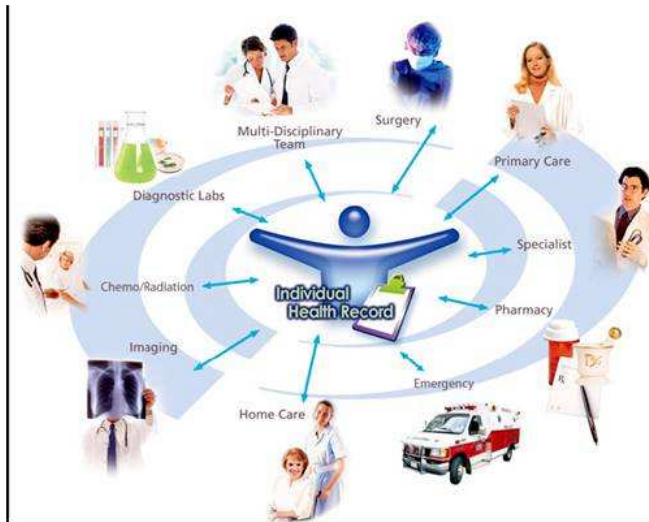 Surgery
Multi-Disciplinary
Team
Primary Care
Diagnostic Labs
Specialist
Chemo/Radiation
Individual
Health Record
Pharmacy
Imaging
Emergency
Home Care